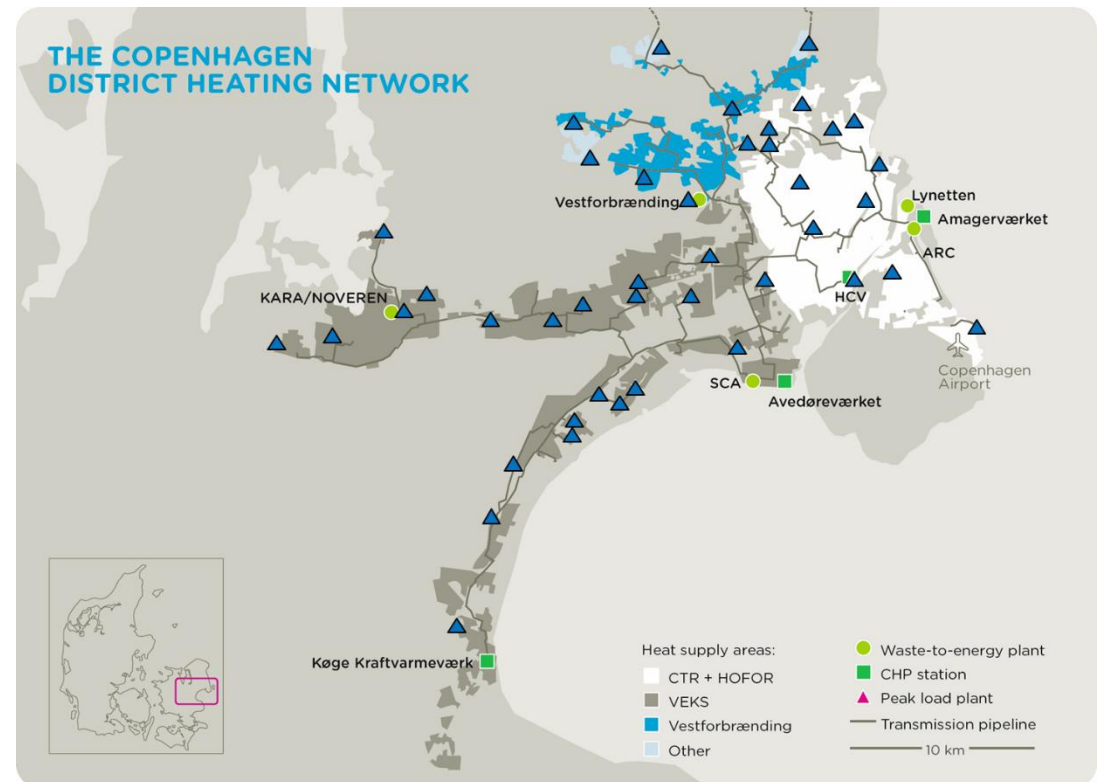 THE COPENHAGEN
DISTRICT HEATING NETWORK
Vestforbrænding
Lynetten
Amagerværket
ARC
HCV
KARA/NOVEREN
Copenhagen
Airport
SCA
Avedøreværket
Køge Kraftvarmeværk
Heat supply areas:
CTR + HOFOR
VEKS
Vestforbrænding
Other
Waste-to-energy plant
CHP station
Peak load plant
Transmission pipeline
10 km